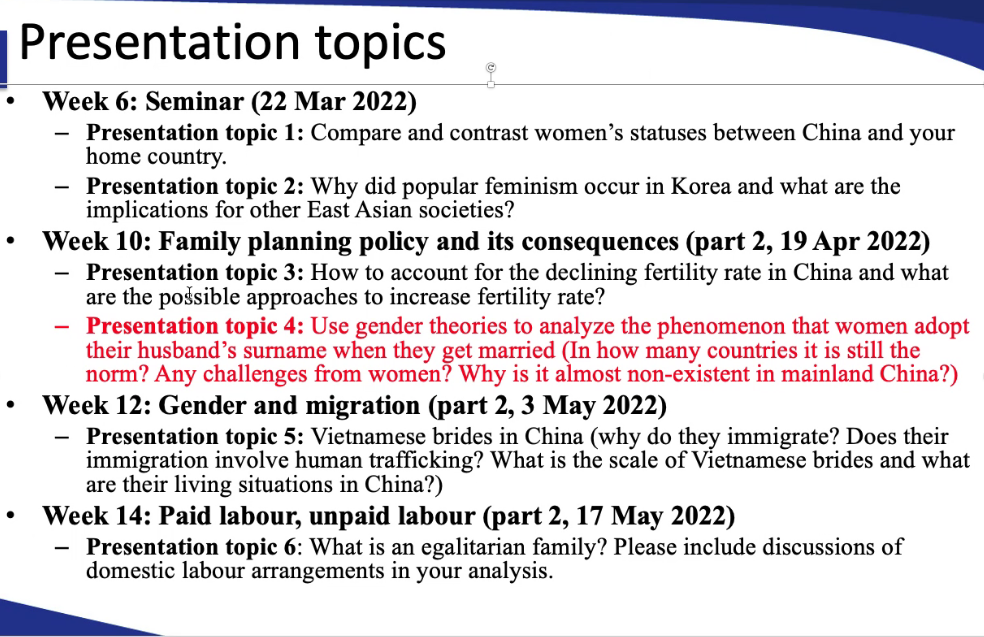 Presentation topics
• Week 6: Seminar (22 Mar 2022)
– Presentation topic 1: Compare and contrast women’s statuses between China and your
home country.
– Presentation topic 2: Why did popular feminism occur in Korea and what are the
implications for other East Asian societies?
• Week 10: Family planning policy and its consequences (part 2, 19 Apr 2022)
– Presentation topic 3: How to account for the declining fertility rate in China and what
are the possible approaches to increase fertility rate?
– Presentation topic 4: Use gender theories to analyze the phenomenon that women adopt
their husband’s surname when they get married (In how many countries it is still the
norm? Any challenges from women? Why is it almost non-existent in mainland China?)
• Week 12: Gender and migration (part 2, 3 May 2022)
– Presentation topic 5: Vietnamese brides in China (why do they immigrate? Does their
immigration involve human trafficking? What is the scale of Vietnamese brides and what
are their living situations in China?)
• Week 14: Paid labour, unpaid labour (part 2, 17 May 2022)
– Presentation topic 6: What is an egalitarian family? Please include discussions of
domestic labour arrangements in your analysis.